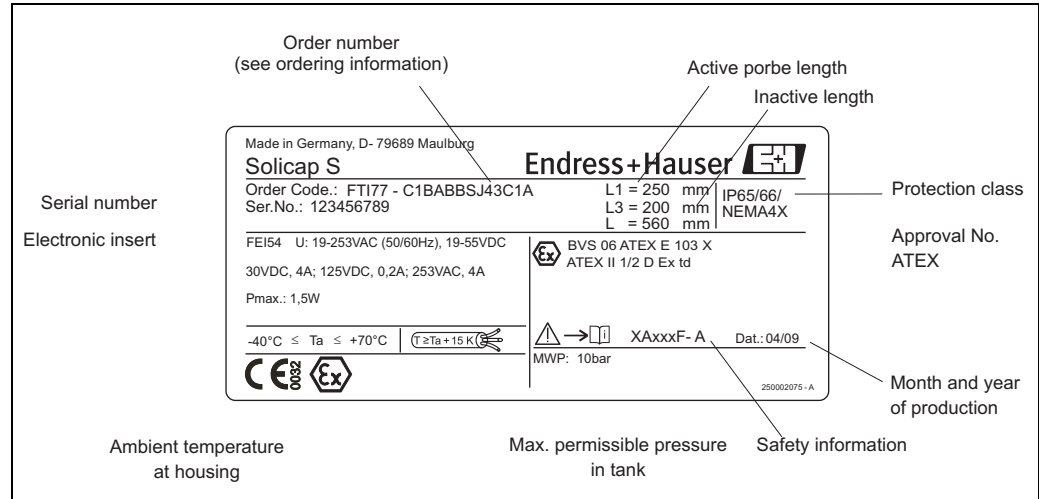 Order number
(see ordering information)
Active porbe length
Inactive length
Made in Germany, D- 79689 Maulburg
Solicap S
Endress+Hauser
Serial number
Order Code.: FTI77 - C1BABBSJ43C1A
Ser.No.: 123456789
L1 = 250 mm
L3 = 200 mm
L = 560 mm
IP65/66/
NEMA4X
Protection class
Electronic insert
FEI54 U: 19-253VAC (50/60Hz), 19-55VDC
30VDC, 4A; 125VDC, 0,2A; 253VAC, 4A
Pmax.: 1,5W
Ex
BVS 06 ATEX E 103 X
ATEX II 1/2 D Ex td
Approval No.
ATEX
-40°C ≤ Ta ≤ +70°C
T ≥Ta+15 K
XAxxxF- A
Dat.: 04/09
CE 0032 Ex
MWP: 10bar
250002075 - A
Month and year
of production
Ambient temperature
at housing
Max. permissible pressure
in tank
Safety information